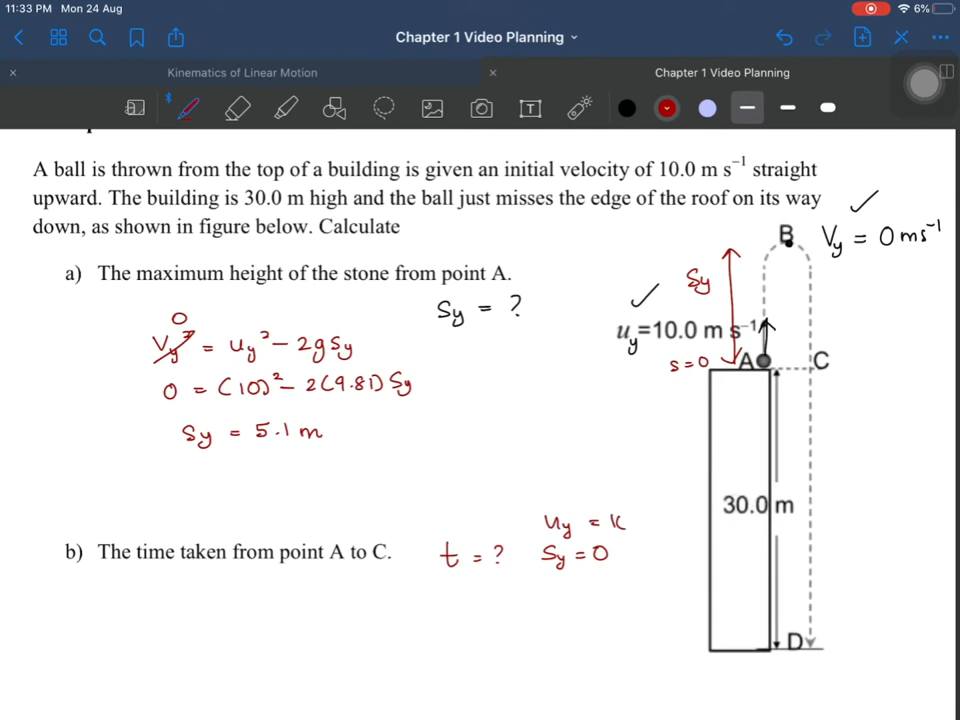 11:33 PM Mon 24 Aug
6%
Chapter 1 Video Planning
Kinematics of Linear Motion
Chapter 1 Video Planning
A ball is thrown from the top of a building is given an initial velocity of 10.0 m s⁻¹ straight
upward. The building is 30.0 m high and the ball just misses the edge of the roof on its way
down, as shown in figure below. Calculate
B
Vy = 0 ms⁻¹
a) The maximum height of the stone from point A.
Sy = ?
Sy
uy=10.0 m s⁻¹
s=0
A
C
0
Vy² = uy² - 2gSy
0 = (10)² - 2(9.81) Sy
Sy = 5.1 m
30.0 m
uy =
b) The time taken from point A to C.
t = ?
Sy = 0
D